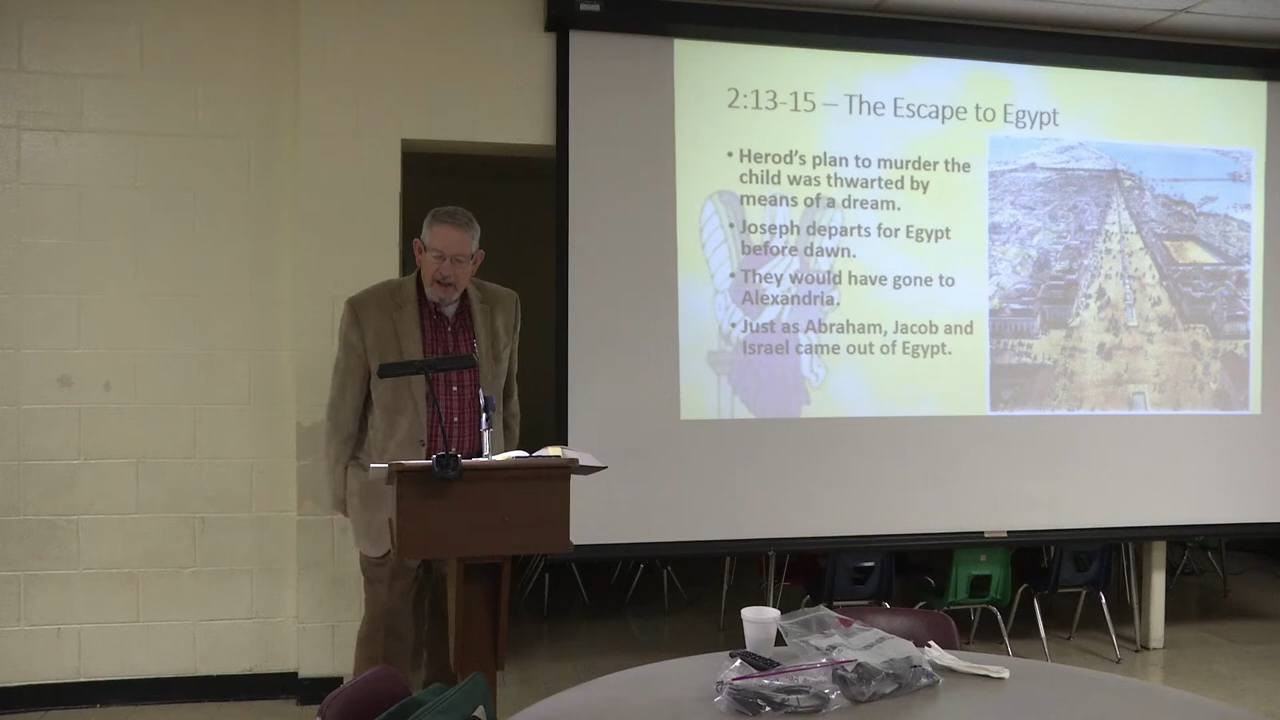 2:13-15 – The Escape to Egypt
• Herod's plan to murder the
child was thwarted by
means of a dream.
• Joseph departs for Egypt
before dawn.
• They would have gone to
Alexandria.
• Just as Abraham, Jacob and
Israel came out of Egypt.